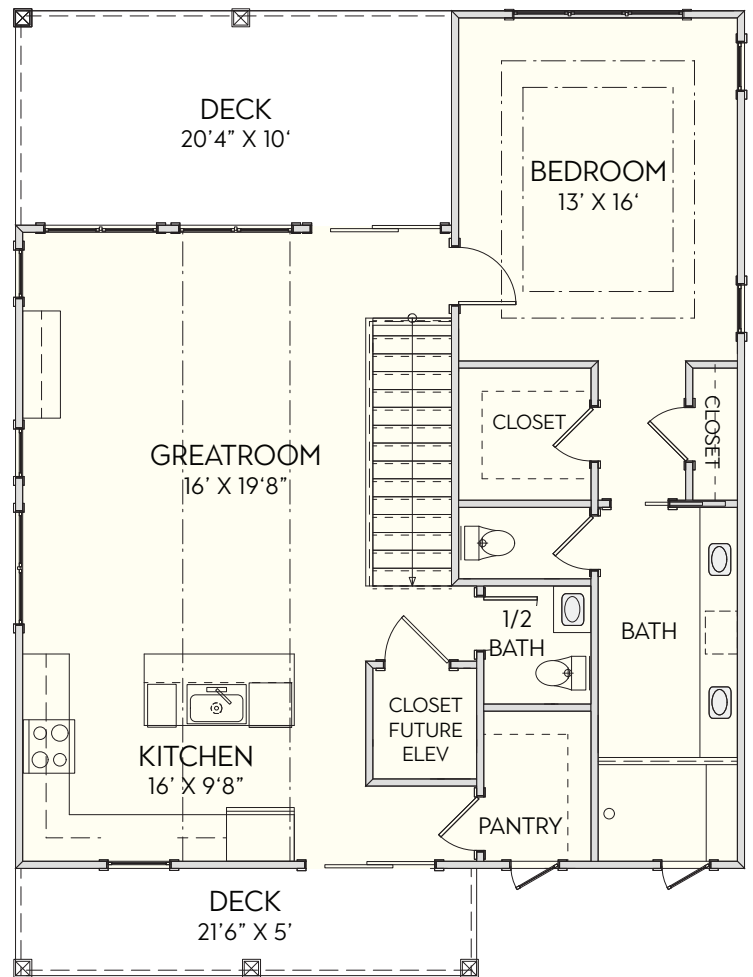 DECK
20'4" X 10'
BEDROOM
13' X 16'
CLOSET
CLOSET
GREATROOM
16' X 19'8"
1/2
BATH
BATH
CLOSET
FUTURE
ELEV
KITCHEN
16' X 9'8"
PANTRY
DECK
21'6" X 5'